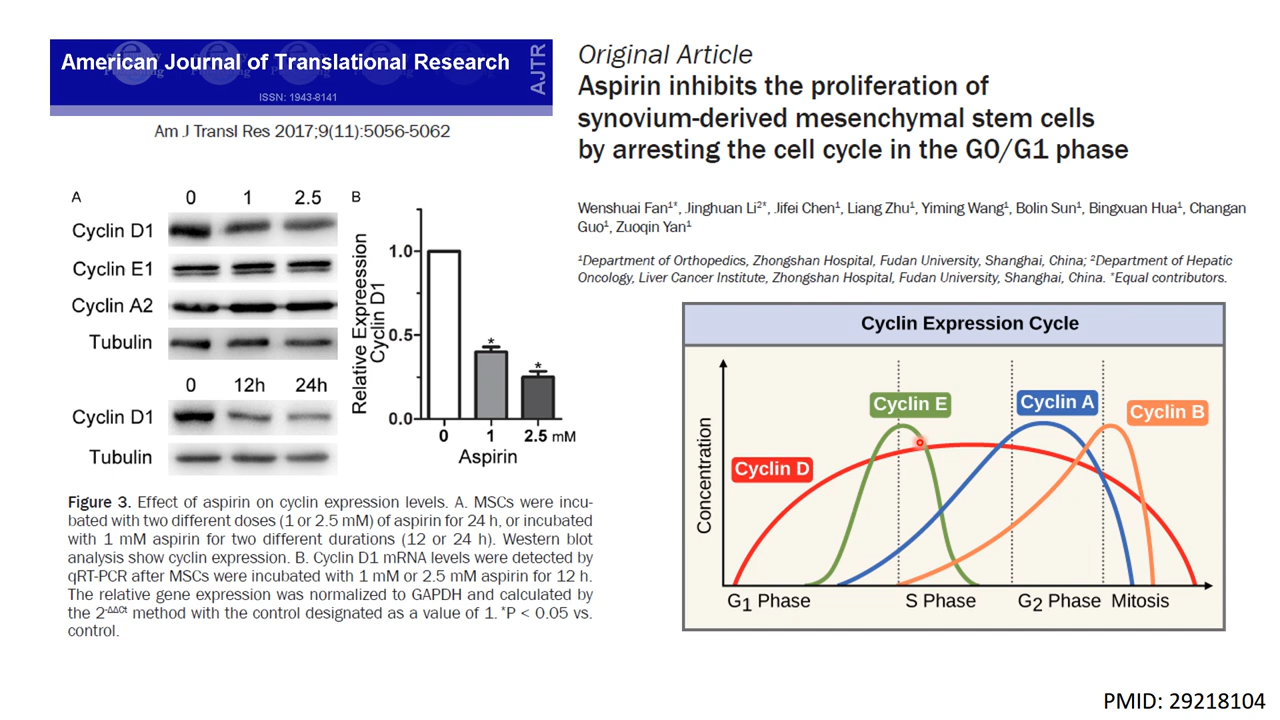 American Journal of Translational Research
AJTR
ISSN: 1943-8141
Am J Transl Res 2017;9(11):5056-5062
Original Article
Aspirin inhibits the proliferation of
synovium-derived mesenchymal stem cells
by arresting the cell cycle in the G0/G1 phase
Wenshuai Fan1*, Jinghuan Li2*, Jifei Chen1, Liang Zhu1, Yiming Wang1, Bolin Sun1, Bingxuan Hua1, Changan
Guo1, Zuoqin Yan1
1Department of Orthopedics, Zhongshan Hospital, Fudan University, Shanghai, China; 2Department of Hepatic
Oncology, Liver Cancer Institute, Zhongshan Hospital, Fudan University, Shanghai, China. *Equal contributors.
A
0 1 2.5
Cyclin D1
Cyclin E1
Cyclin A2
Tubulin
0 12h 24h
Cyclin D1
Tubulin
B
Relative Expreession
Cyclin D1
1.0
0.5
0.0
*
*
0 1 2.5 mM
Aspirin
Figure 3. Effect of aspirin on cyclin expression levels. A. MSCs were incu-
bated with two different doses (1 or 2.5 mM) of aspirin for 24 h, or incubated
with 1 mM aspirin for two different durations (12 or 24 h). Western blot
analysis show cyclin expression. B. Cyclin D1 mRNA levels were detected by
qRT-PCR after MSCs were incubated with 1 mM or 2.5 mM aspirin for 12 h.
The relative gene expression was normalized to GAPDH and calculated by
the 2-ΔΔCt method with the control designated as a value of 1. *P < 0.05 vs.
control.
Cyclin Expression Cycle
Concentration
Cyclin D
Cyclin E
Cyclin A
Cyclin B
G1 Phase S Phase G2 Phase Mitosis
PMID: 29218104